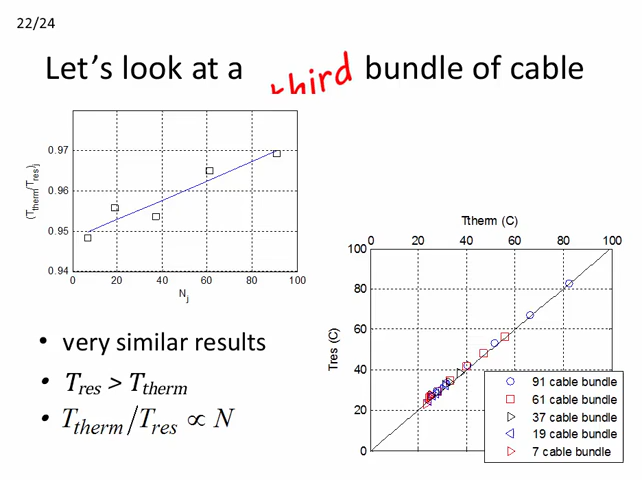 22/24
Let's look at a third bundle of cable
0.97
0.96
0.95
0.94
(Ttherm/Tres)j
0 20 40 60 80 100
Nj
Ttherm (C)
0 20 40 60 80 100
100
80
60
40
20
0
Tres (C)
91 cable bundle
61 cable bundle
37 cable bundle
19 cable bundle
7 cable bundle
• very similar results
• Tres > Ttherm
• Ttherm/Tres ∝ N